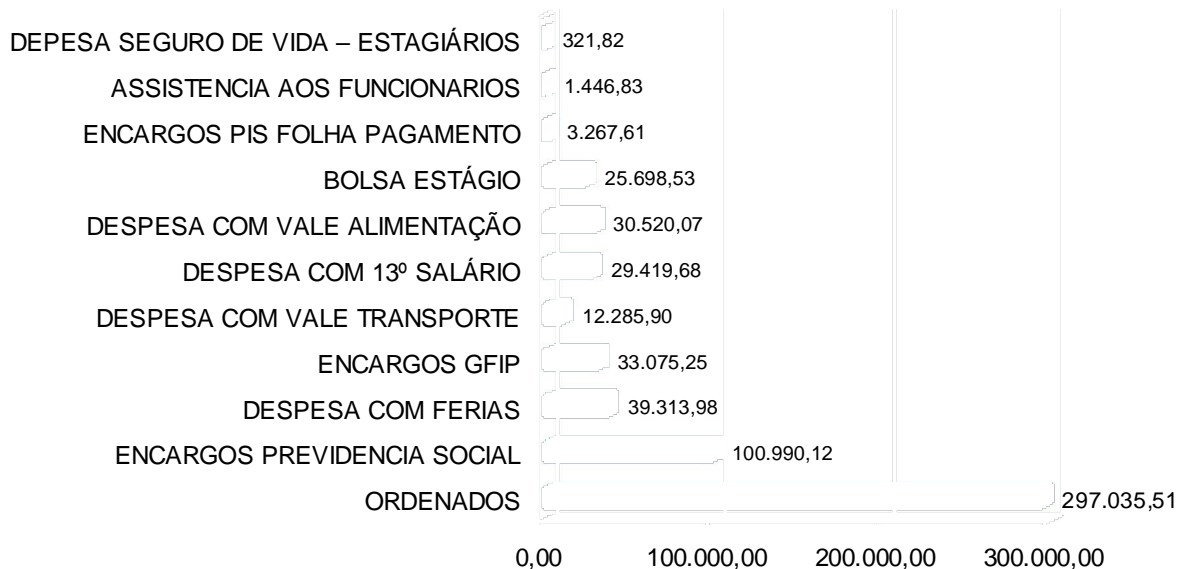 DEPESA SEGURO DE VIDA – ESTAGIÁRIOS 321,82
ASSISTENCIA AOS FUNCIONARIOS 1.446,83
ENCARGOS PIS FOLHA PAGAMENTO 3.267,61
BOLSA ESTÁGIO 25.698,53
DESPESA COM VALE ALIMENTAÇÃO 30.520,07
DESPESA COM 13º SALÁRIO 29.419,68
DESPESA COM VALE TRANSPORTE 12.285,90
ENCARGOS GFIP 33.075,25
DESPESA COM FERIAS 39.313,98
ENCARGOS PREVIDENCIA SOCIAL 100.990,12
ORDENADOS 297.035,51
0,00 100.000,00 200.000,00 300.000,00